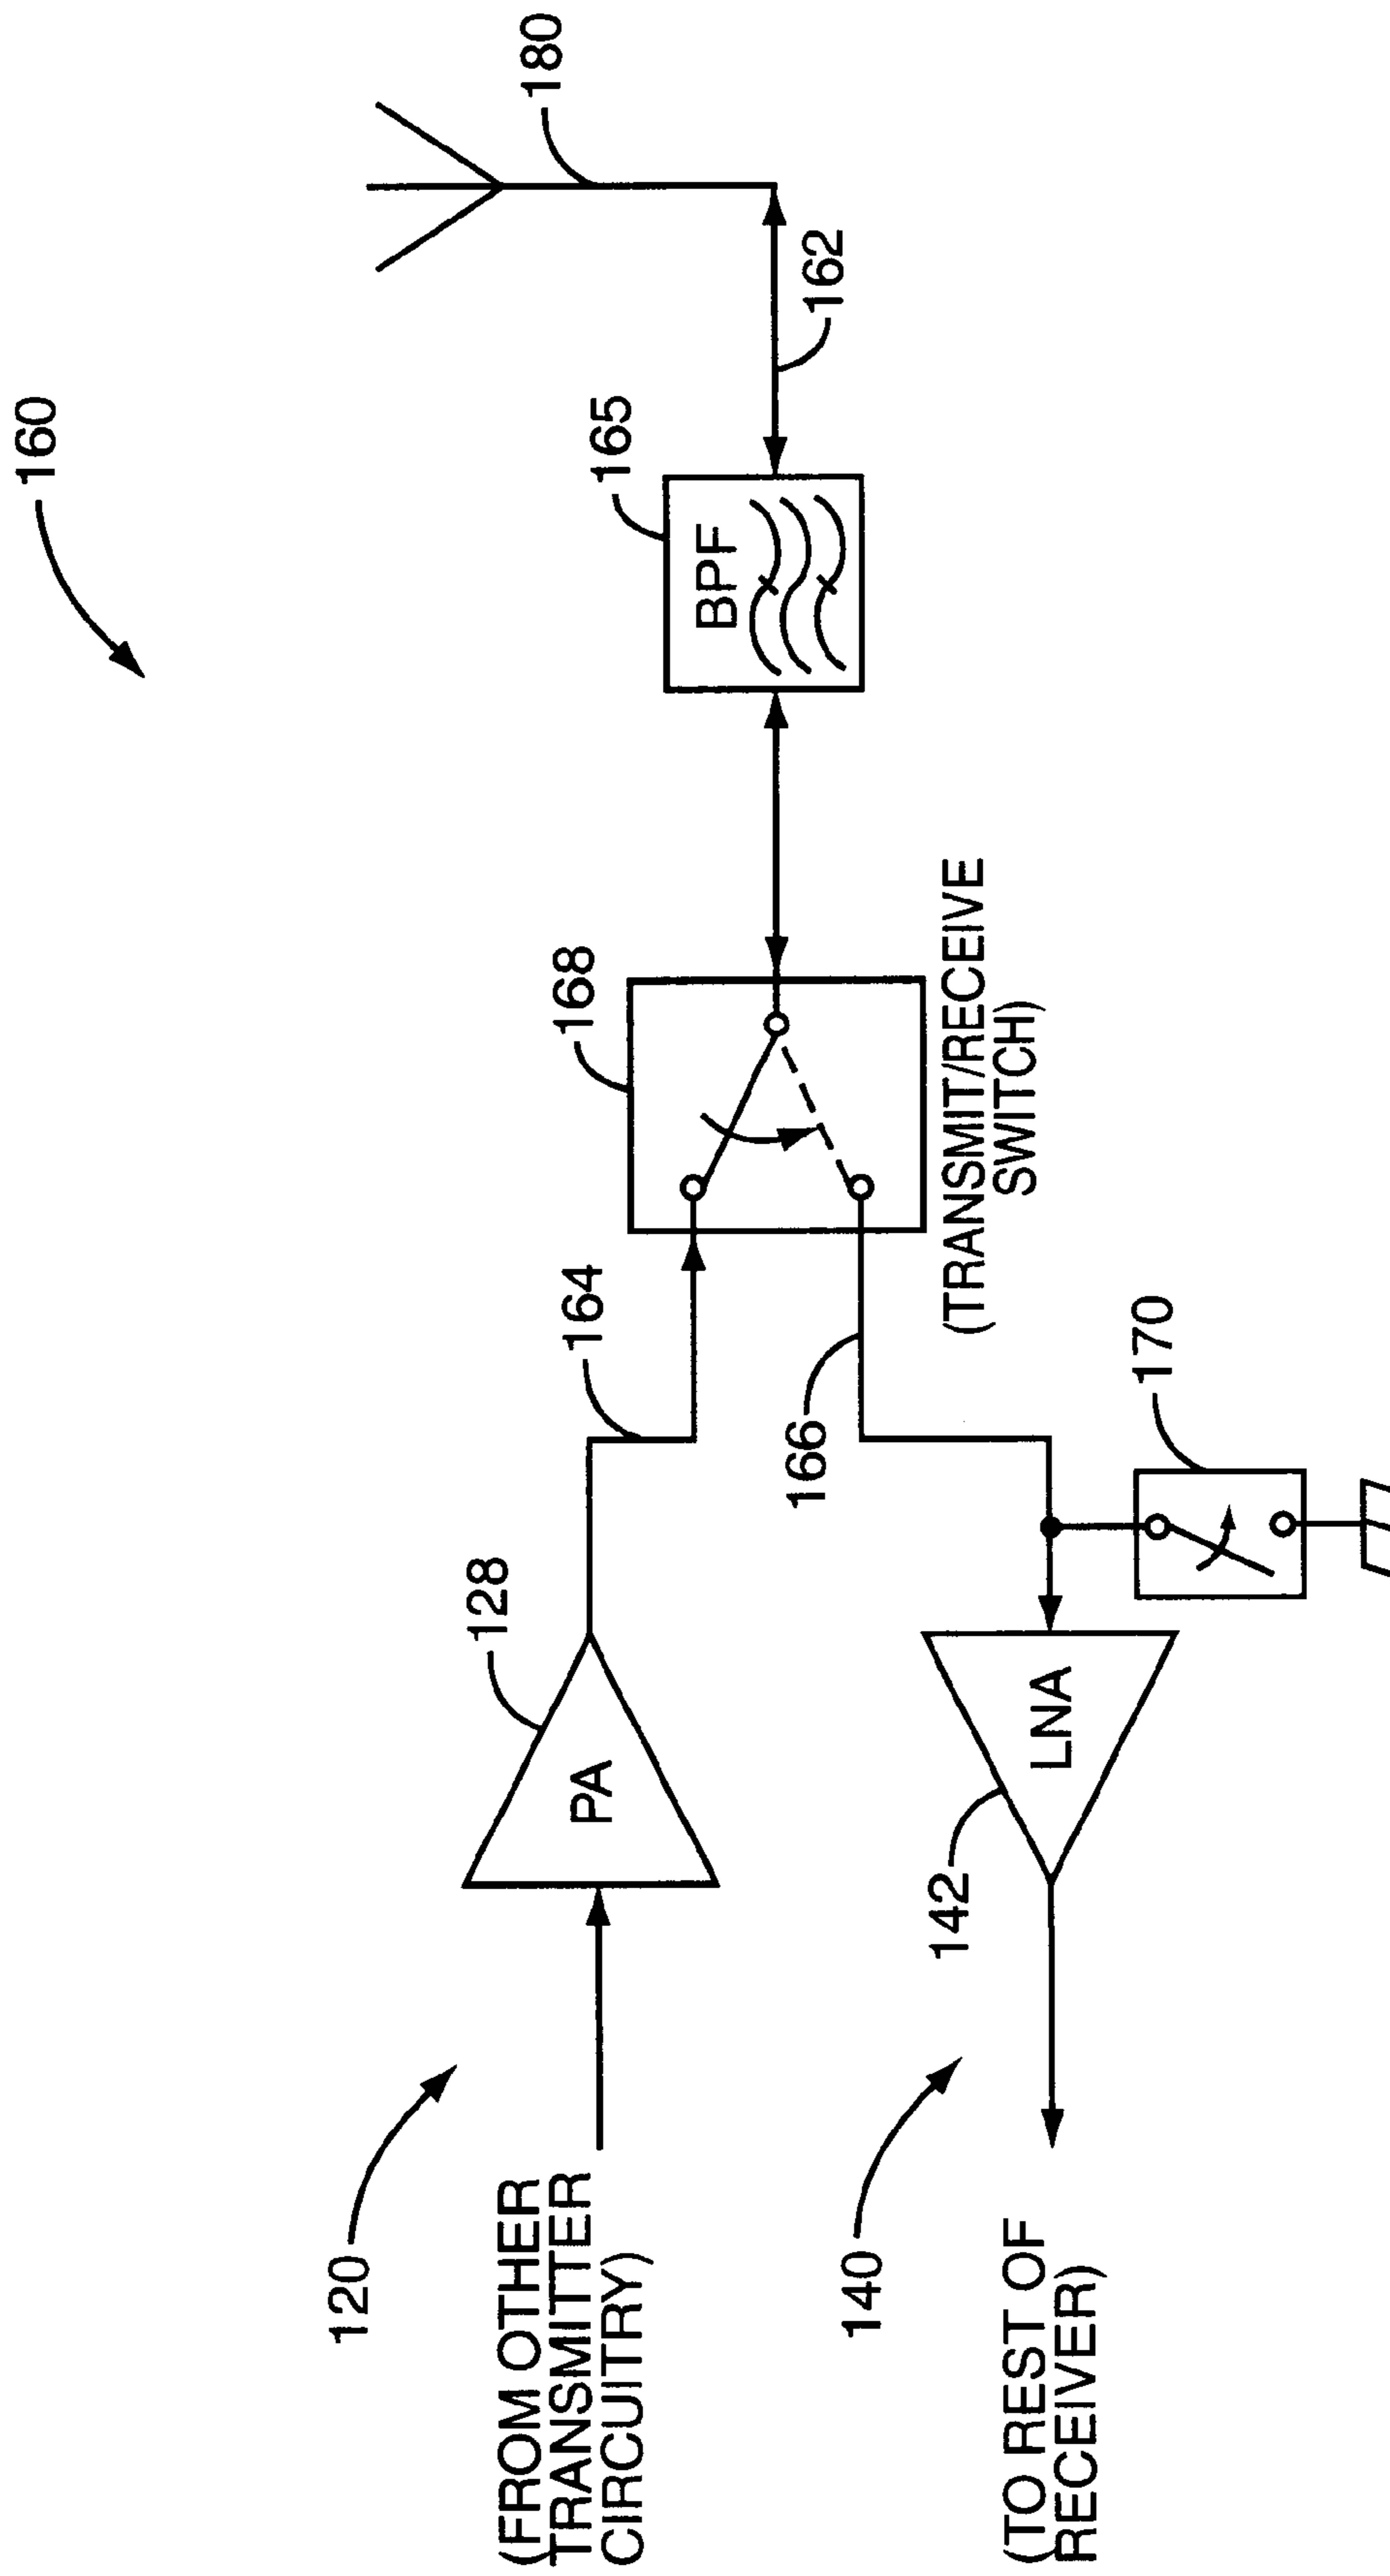 160
180
162
165
BPF
168
(TRANSMIT/RECEIVE
SWITCH)
164
166
170
128
PA
142
LNA
120
(FROM OTHER
TRANSMITTER
CIRCUITRY)
140
(TO REST OF
RECEIVER)